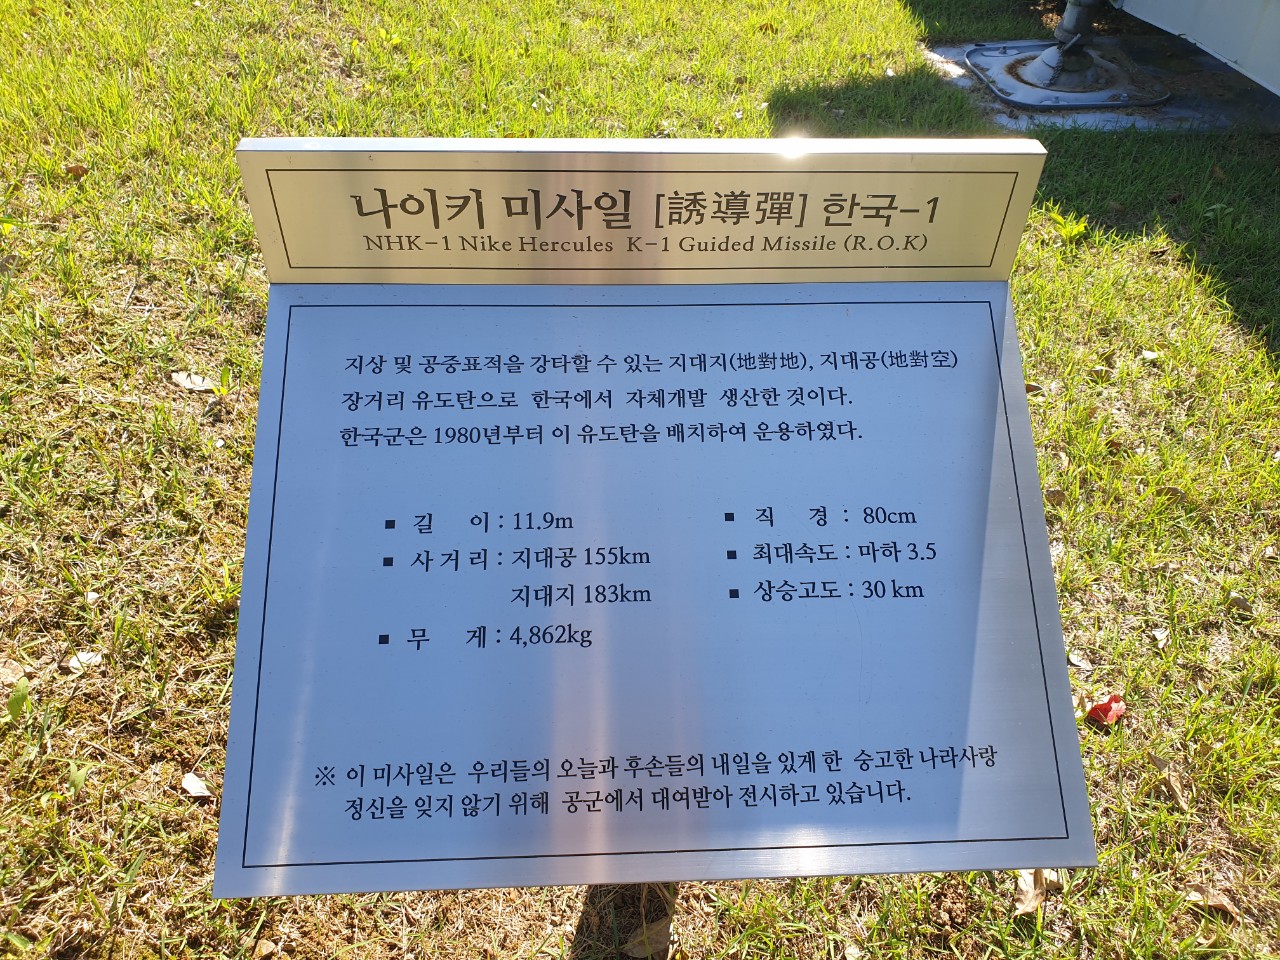 나이키 미사일 [誘導彈] 한국-1
NHK-1 Nike Hercules K-1 Guided Missile (R.O.K)
지상 및 공중표적을 강타할 수 있는 지대지(地對地), 지대공(地對空)
장거리 유도탄으로 한국에서 자체개발 생산한 것이다.
한국군은 1980년부터 이 유도탄을 배치하여 운용하였다.
▪ 길 이 : 11.9m ▪ 직 경 : 80cm
▪ 사 거 리 : 지대공 155km ▪ 최대속도 : 마하 3.5
지대지 183km ▪ 상승고도 : 30 km
▪ 무 게 : 4,862kg
※ 이 미사일은 우리들의 오늘과 후손들의 내일을 있게 한 숭고한 나라사랑
정신을 잊지 않기 위해 공군에서 대여받아 전시하고 있습니다.